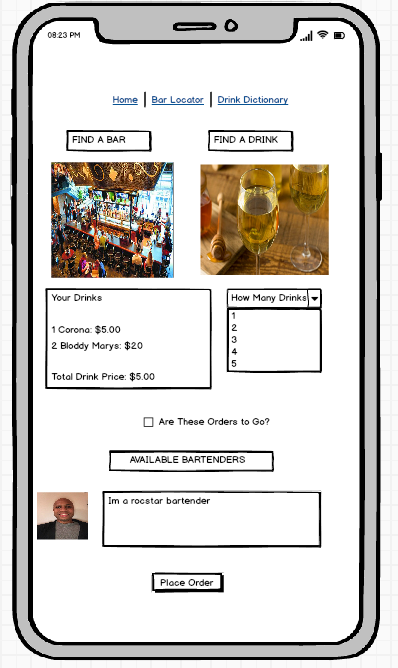 08:23 PM
Home | Bar Locator | Drink Dictionary
FIND A BAR
FIND A DRINK
Your Drinks
1 Corona: $5.00
2 Bloddy Marys: $20
Total Drink Price: $5.00
How Many Drinks
1
2
3
4
5
Are These Orders to Go?
AVAILABLE BARTENDERS
Im a rocstar bartender
Place Order